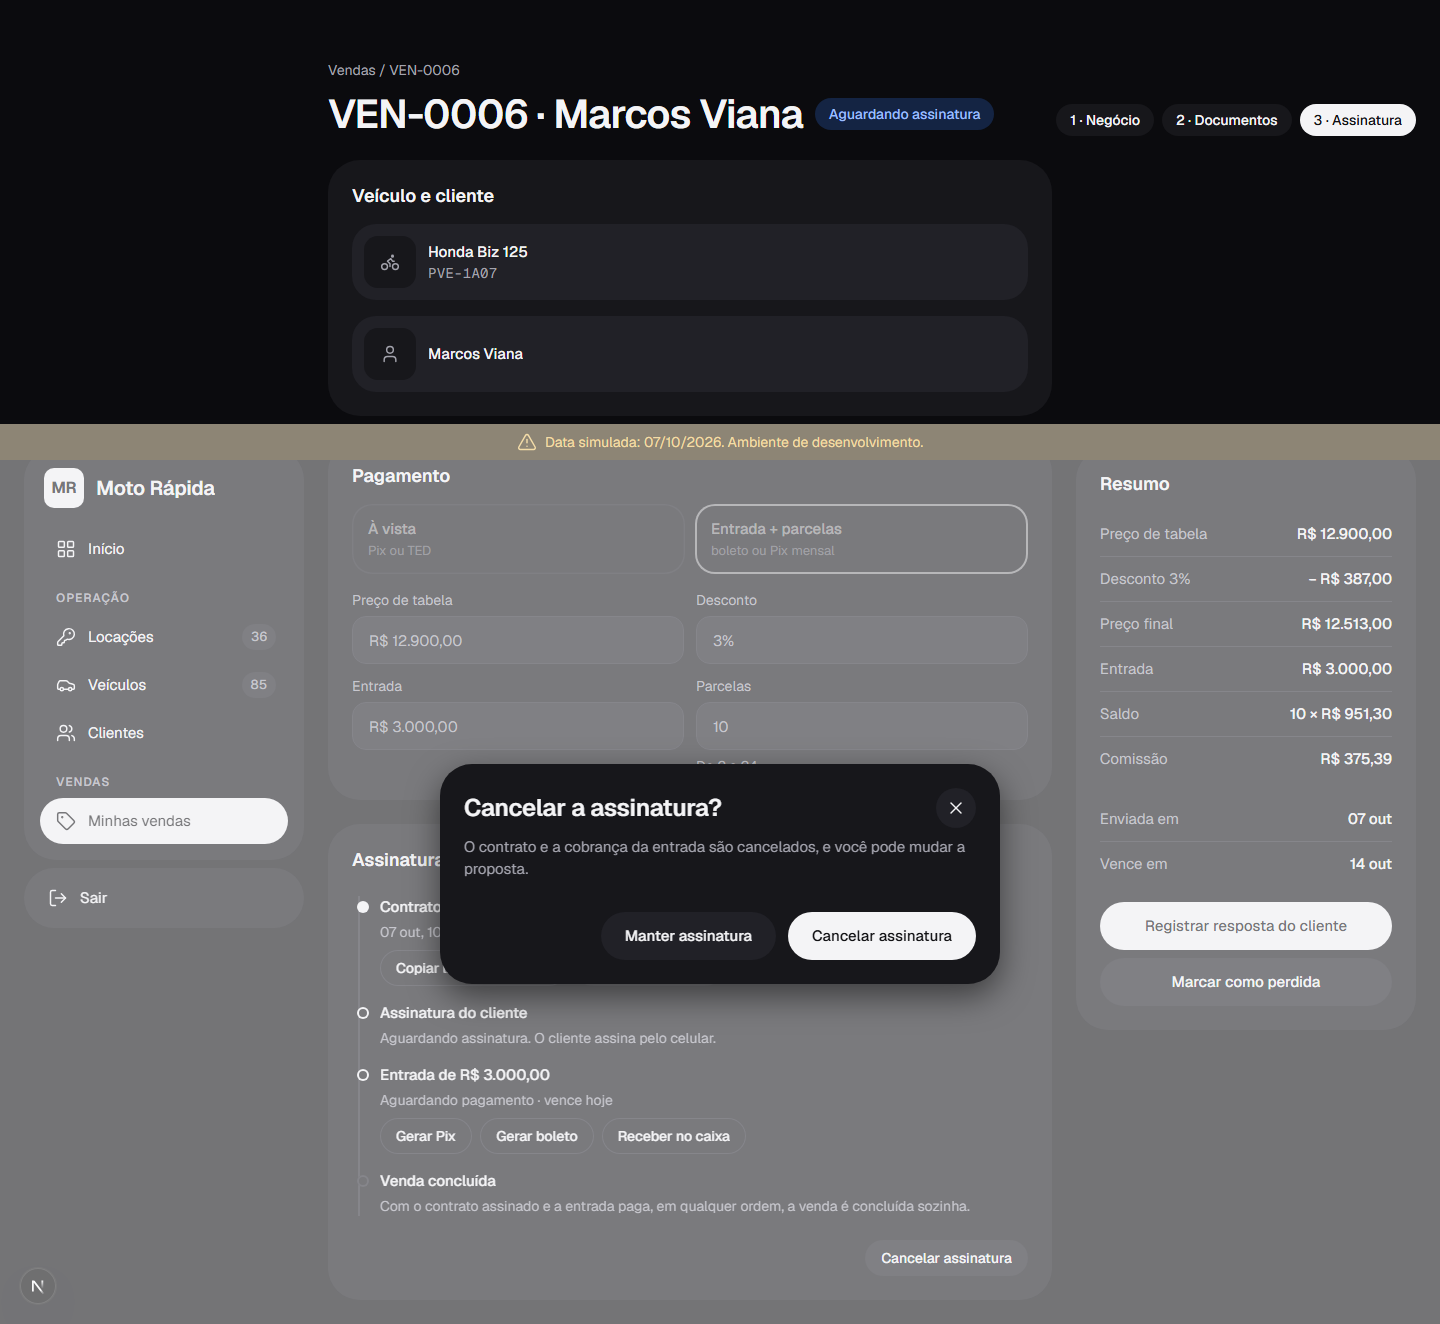 Vendas / VEN-0006
VEN-0006 · Marcos Viana
Aguardando assinatura
1 · Negócio
2 · Documentos
3 · Assinatura
Veículo e cliente
Honda Biz 125
PVE-1A07
Marcos Viana
Data simulada: 07/10/2026. Ambiente de desenvolvimento.
MR
Moto Rápida
Início
OPERAÇÃO
Locações
36
Veículos
85
Clientes
VENDAS
Minhas vendas
Sair
Pagamento
À vista
Pix ou TED
Entrada + parcelas
boleto ou Pix mensal
Preço de tabela
R$ 12.900,00
Desconto
3%
Entrada
R$ 3.000,00
Parcelas
10
Cancelar a assinatura?
O contrato e a cobrança da entrada são cancelados, e você pode mudar a
proposta.
Manter assinatura
Cancelar assinatura
Assinatura
Contrato
07 out, 10
Copiar
Assinatura do cliente
Aguardando assinatura. O cliente assina pelo celular.
Entrada de R$ 3.000,00
Aguardando pagamento · vence hoje
Gerar Pix
Gerar boleto
Receber no caixa
Venda concluída
Com o contrato assinado e a entrada paga, em qualquer ordem, a venda é concluída sozinha.
Cancelar assinatura
Resumo
Preço de tabela
R$ 12.900,00
Desconto 3%
− R$ 387,00
Preço final
R$ 12.513,00
Entrada
R$ 3.000,00
Saldo
10 × R$ 951,30
Comissão
R$ 375,39
Enviada em
07 out
Vence em
14 out
Registrar resposta do cliente
Marcar como perdida
N